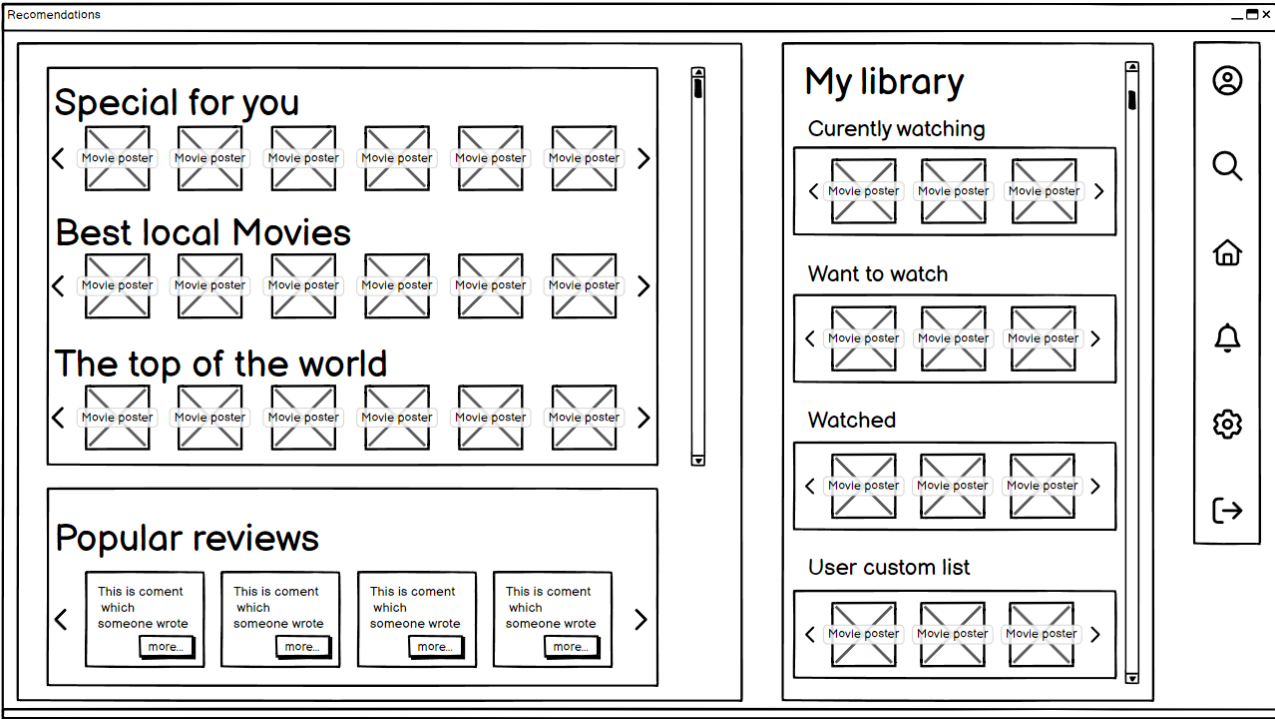 Recomendations
Special for you
Movie poster Movie poster Movie poster Movie poster Movie poster Movie poster
Best local Movies
Movie poster Movie poster Movie poster Movie poster Movie poster Movie poster
The top of the world
Movie poster Movie poster Movie poster Movie poster Movie poster Movie poster
Popular reviews
This is coment
which
someone wrote
more...
This is coment
which
someone wrote
more...
This is coment
which
someone wrote
more...
This is coment
which
someone wrote
more...
My library
Curently watching
Movie poster Movie poster Movie poster
Want to watch
Movie poster Movie poster Movie poster
Watched
Movie poster Movie poster Movie poster
User custom list
Movie poster Movie poster Movie poster